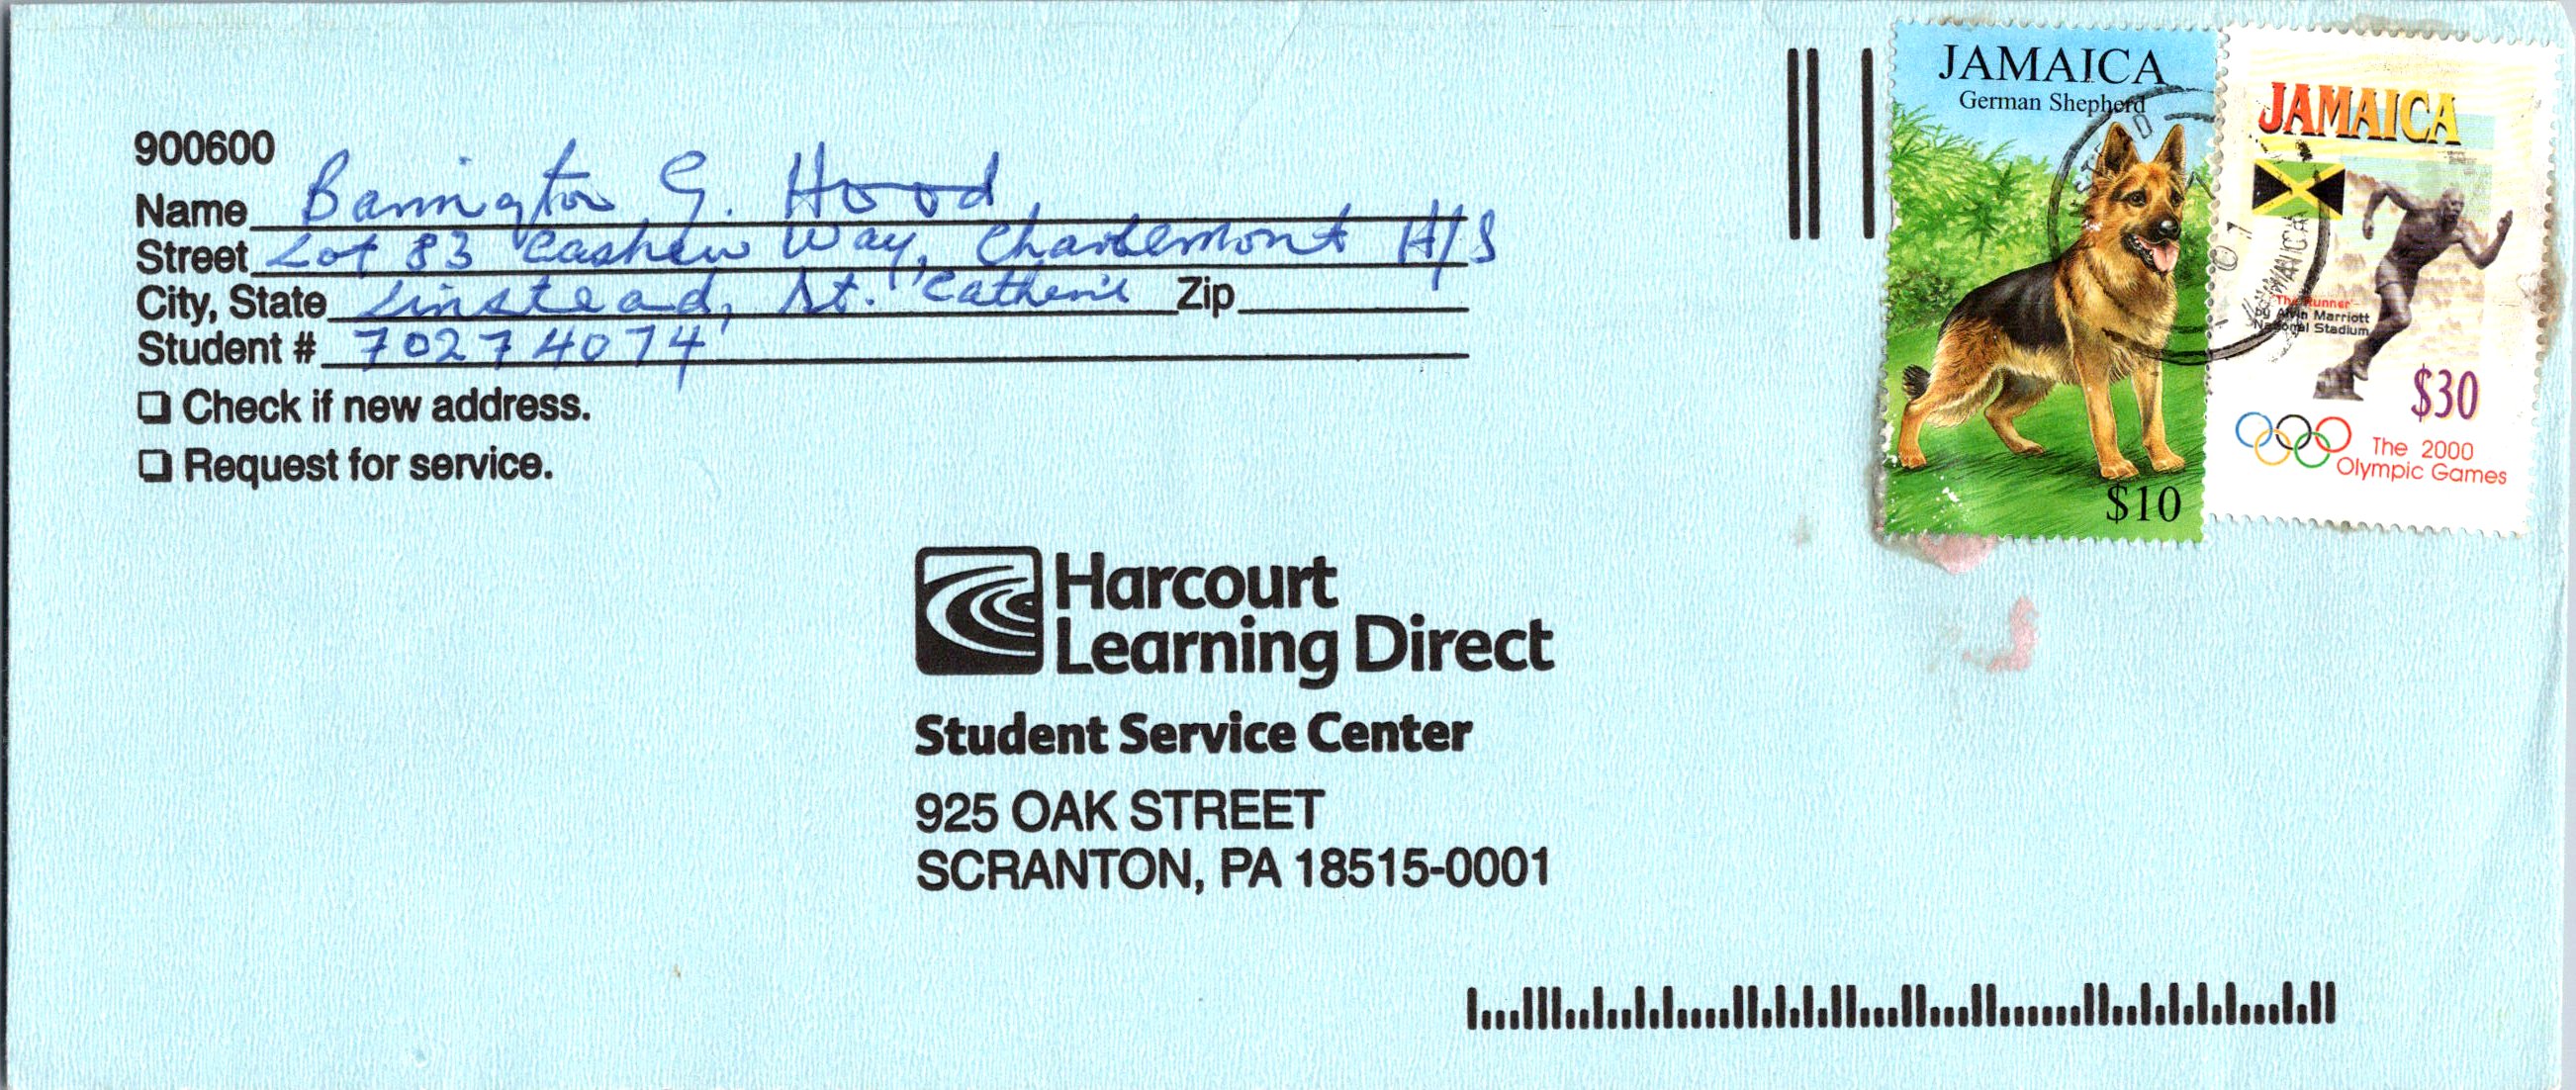 900600
Name Barrington G. Hood
Street Lot 83 Cashew Way, Charlemont H/S
City, State Linstead, St. Catherine Zip
Student # 70274074
❏ Check if new address.
❏ Request for service.
JAMAICA
German Shepherd
$10
JAMAICA
"The Runner"
by Alvin Marriott
National Stadium
$30
The 2000
Olympic Games
JAMAICA
Harcourt
Learning Direct
Student Service Center
925 OAK STREET
SCRANTON, PA 18515-0001